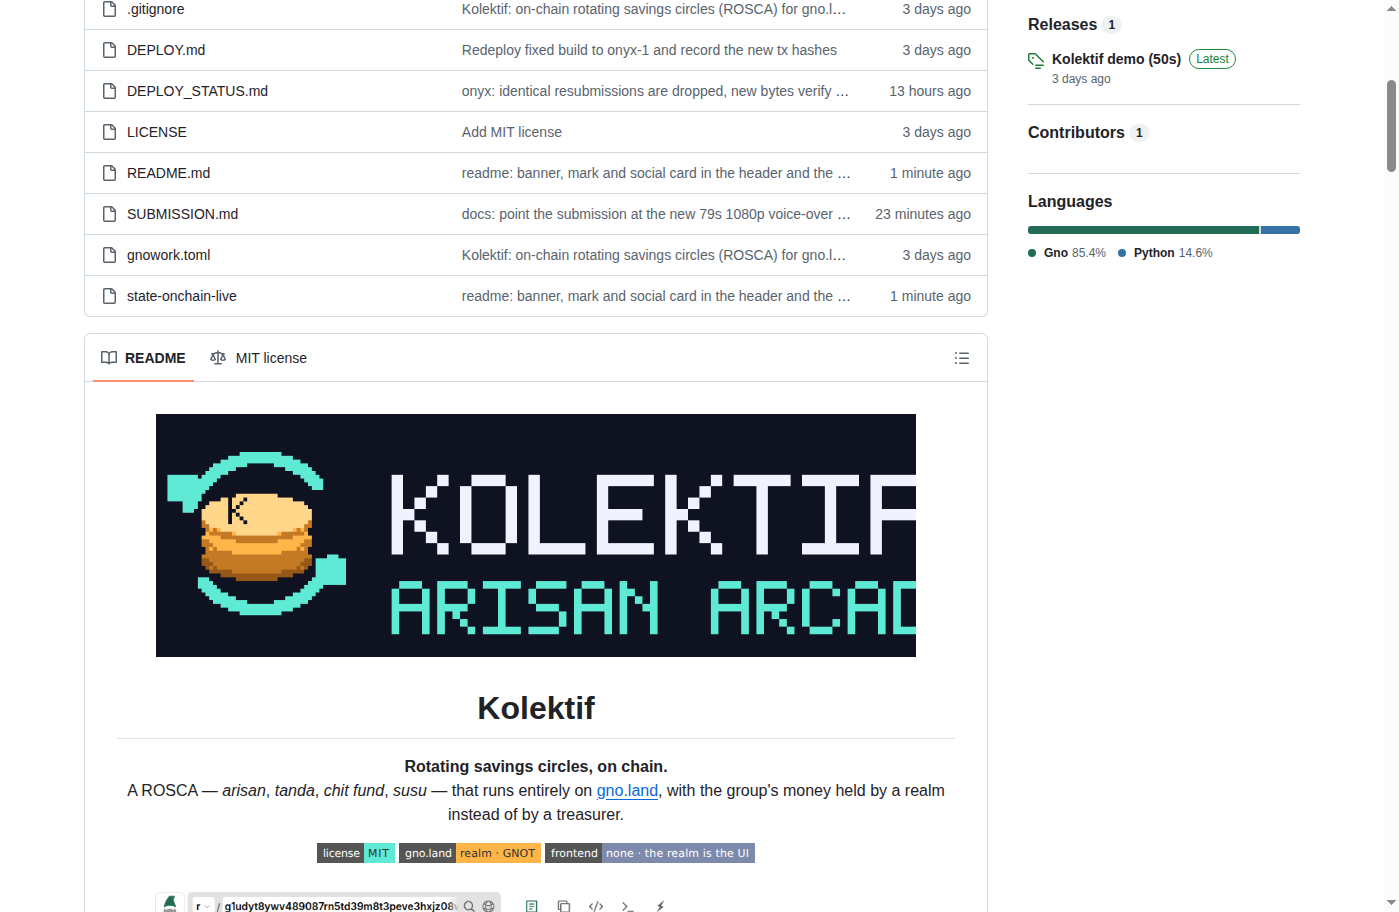 .gitignore Kolektif: on-chain rotating savings circles (ROSCA) for gno.l... 3 days ago
DEPLOY.md Redeploy fixed build to onyx-1 and record the new tx hashes 3 days ago
DEPLOY_STATUS.md onyx: identical resubmissions are dropped, new bytes verify ... 13 hours ago
LICENSE Add MIT license 3 days ago
README.md readme: banner, mark and social card in the header and the ... 1 minute ago
SUBMISSION.md docs: point the submission at the new 79s 1080p voice-over ... 23 minutes ago
gnowork.toml Kolektif: on-chain rotating savings circles (ROSCA) for gno.l... 3 days ago
state-onchain-live readme: banner, mark and social card in the header and the ... 1 minute ago
Releases 1
Kolektif demo (50s) Latest
3 days ago
Contributors 1
Languages
Gno 85.4% Python 14.6%
README MIT license
K
KOLEKTIF
ARISAN ARCAD
Kolektif
Rotating savings circles, on chain.
A ROSCA — arisan, tanda, chit fund, susu — that runs entirely on gno.land, with the group's money held by a realm
instead of by a treasurer.
license MIT gno.land realm · GNOT frontend none · the realm is the UI
r / g1udyt8ywv489087rn5td39m8t3peve3hxjz08